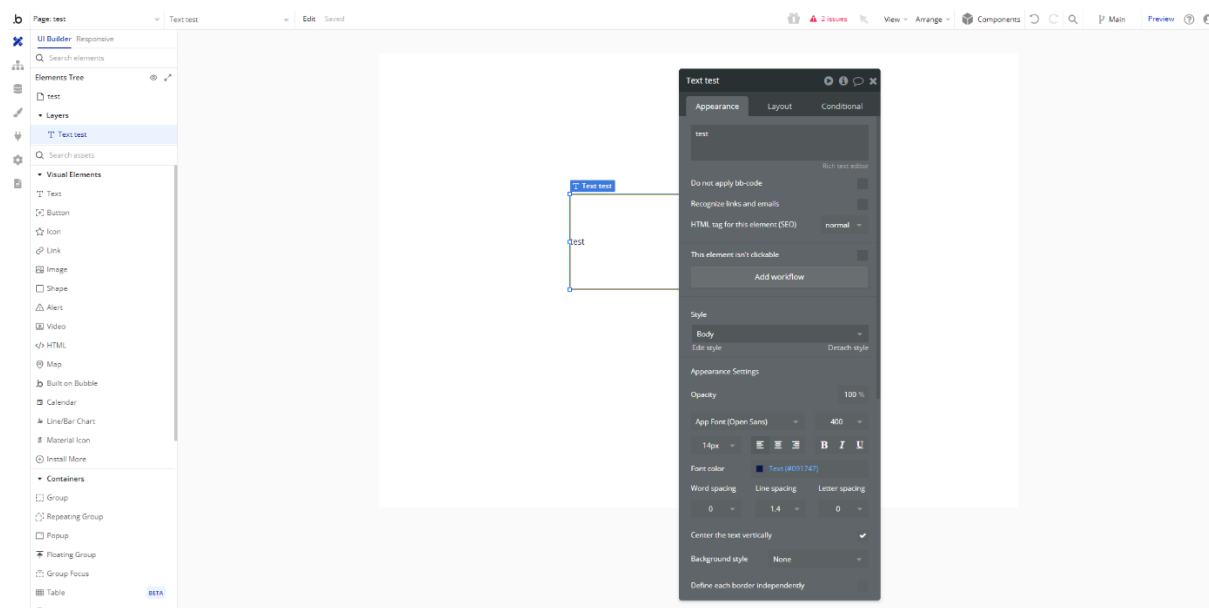 b Page: test Text test Edit Saved 2 issues View Arrange Components Main Preview
UI Builder Responsive
Search elements
Elements Tree
test
Layers
Text test
Search assets
Visual Elements
Text
Button
Icon
Link
Image
Shape
Alert
Video
</> HTML
Map
Built on Bubble
Calendar
Line/Bar Chart
Material Icon
Install More
Containers
Group
Repeating Group
Popup
Floating Group
Group Focus
Table BETA
Text test
test
Text test
Appearance Layout Conditional
test
Rich text editor
Do not apply bb-code
Recognize links and emails
HTML tag for this element (SEO) normal
This element isn't clickable
Add workflow
Style
Body
Edit style Detach style
Appearance Settings
Opacity 100 %
App Font (Open Sans) 400
14px B I U
Font color Text (#091747)
Word spacing Line spacing Letter spacing
0 1.4 0
Center the text vertically
Background style None
Define each border independently